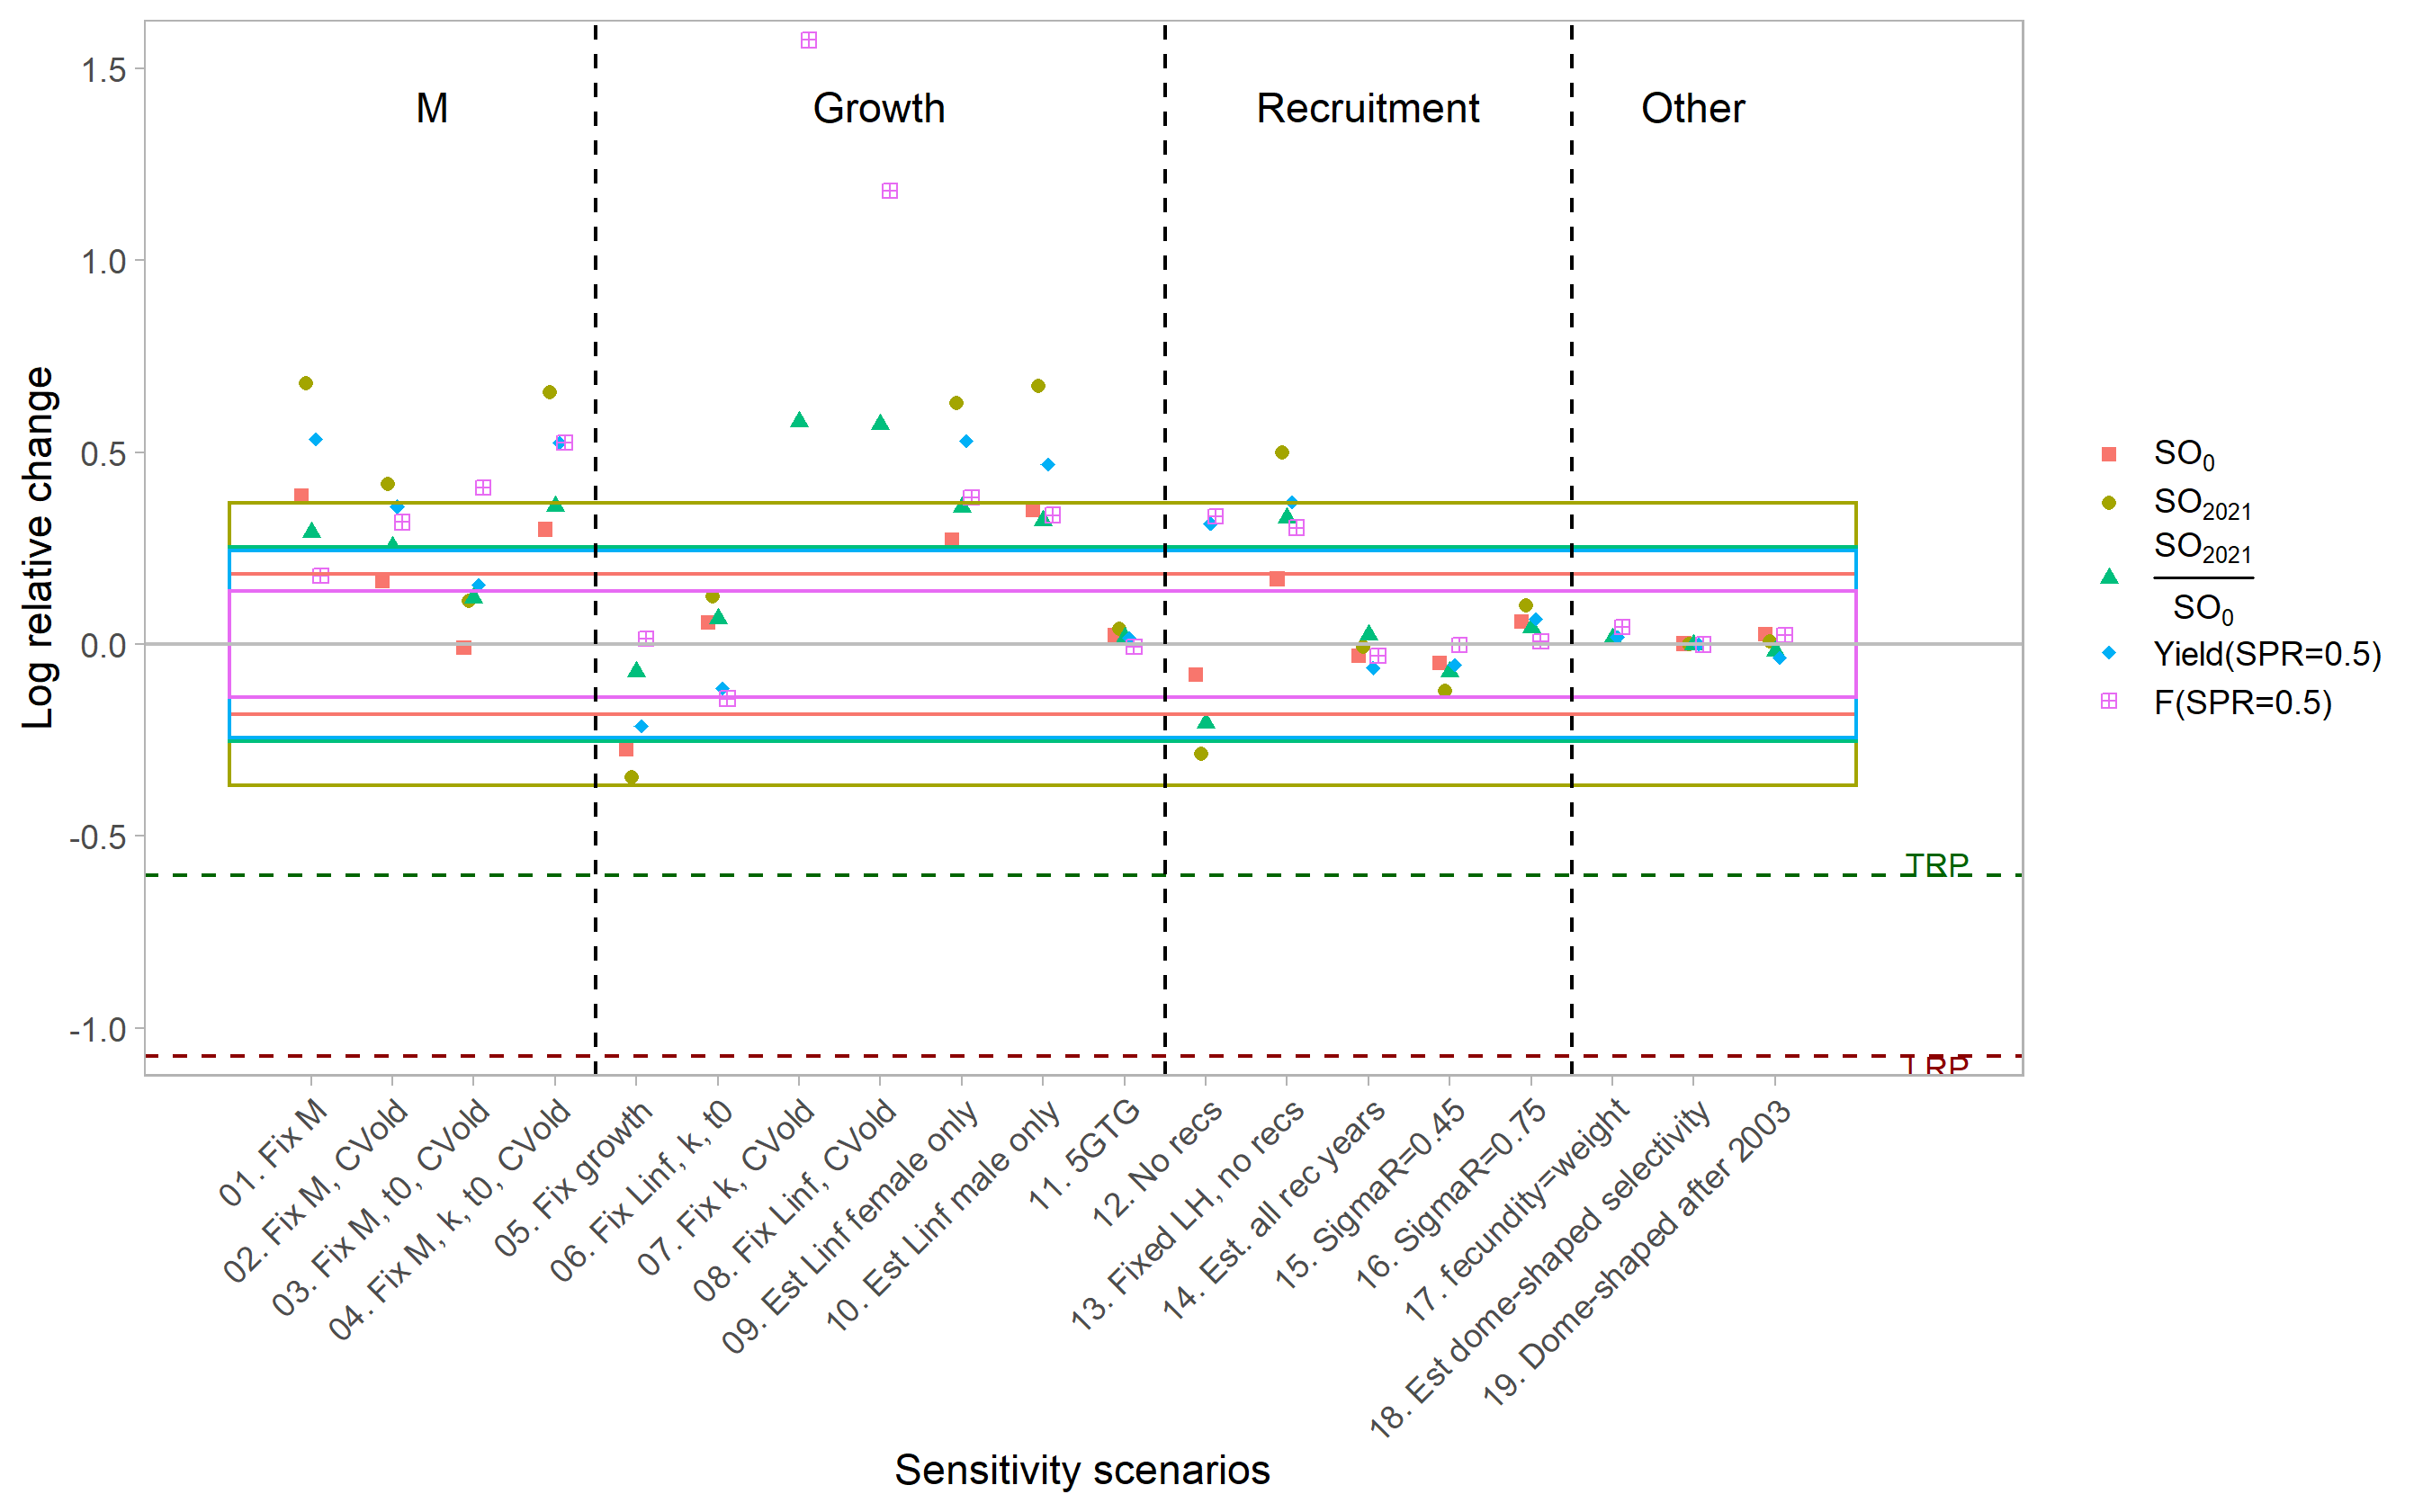 M
Growth
Recruitment
Other
1.5
1.0
0.5
0.0
-0.5
-1.0
Log relative change
TRP
LRP
01. Fix M
02. Fix M, CVold
03. Fix M, t0, CVold
04. Fix M, k, t0, CVold
05. Fix growth
06. Fix Linf, k, t0
07. Fix k, CVold
08. Fix Linf, CVold
09. Est Linf female only
10. Est Linf male only
11. 5GTG
12. No recs
13. Fixed LH, no recs
14. Est. all rec years
15. SigmaR=0.45
16. SigmaR=0.75
17. fecundity=weight
18. Est dome-shaped selectivity
19. Dome-shaped after 2003
Sensitivity scenarios
SO0
SO2021
SO2021
SO0
Yield(SPR=0.5)
F(SPR=0.5)